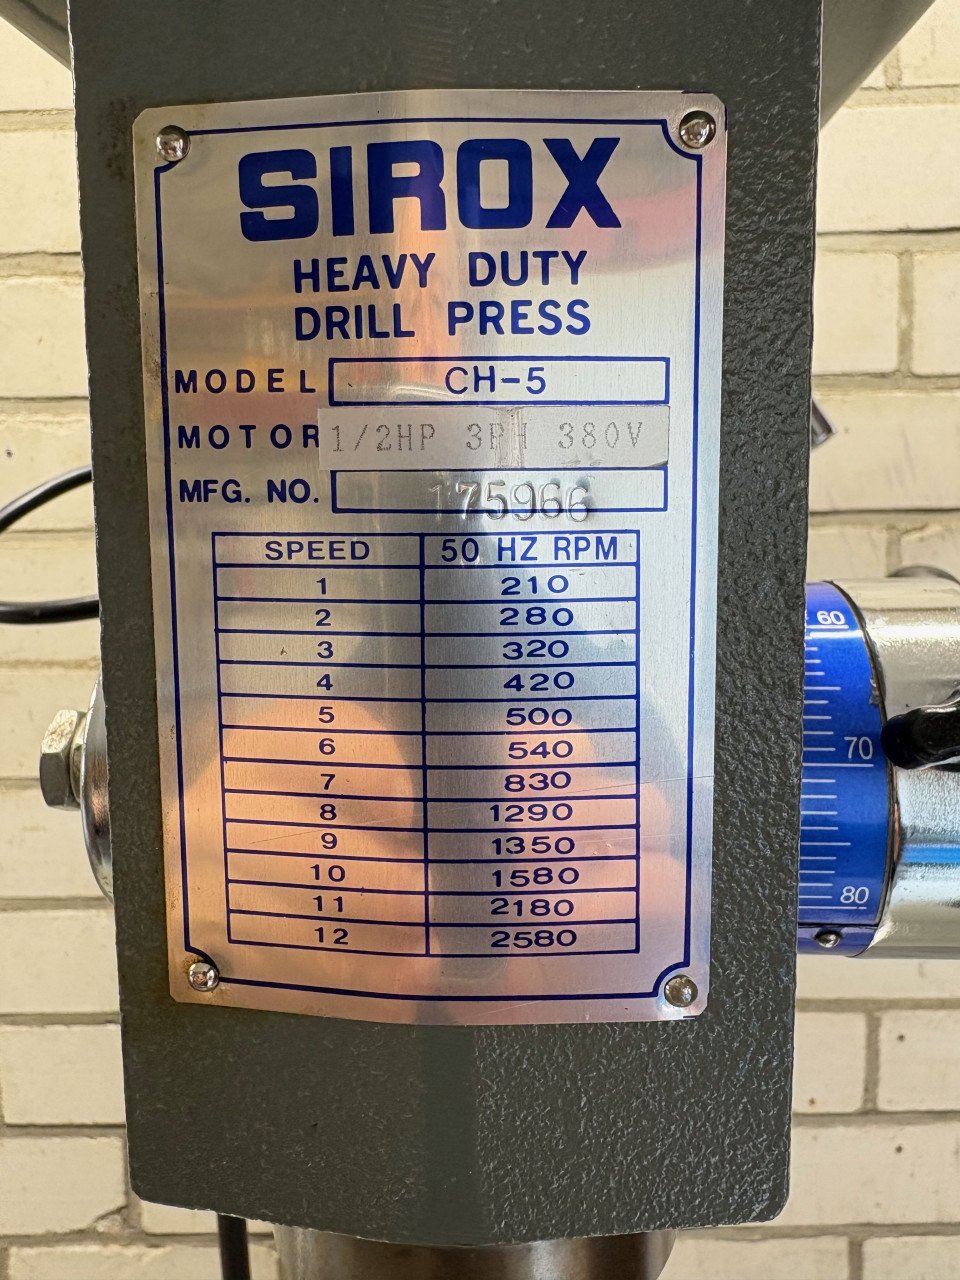 SIROX
HEAVY DUTY
DRILL PRESS
MODEL CH-5
MOTOR 1/2HP 3PH 380V
MFG. NO. 175966
SPEED 50 HZ RPM
1 210
2 280
3 320
4 420
5 500
6 540
7 830
8 1290
9 1350
10 1580
11 2180
12 2580
60
70
80